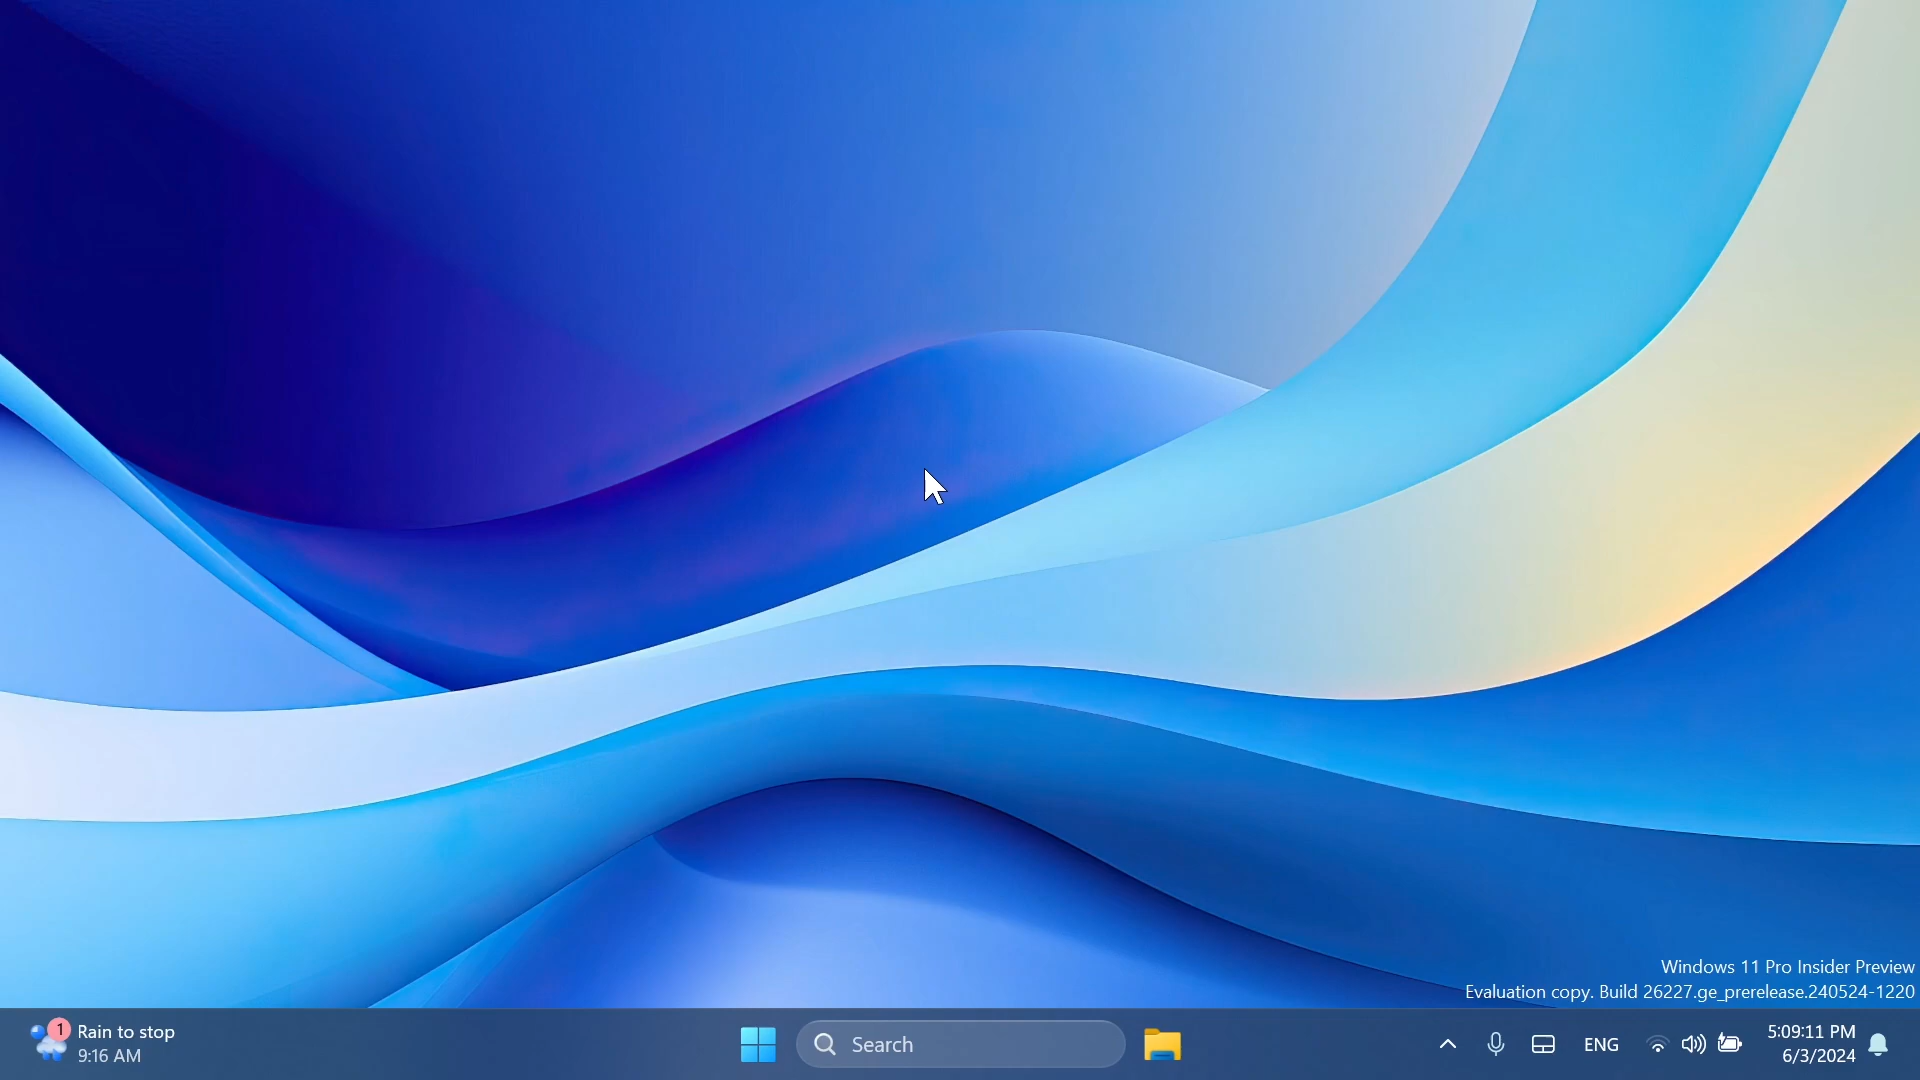 Windows 11 Pro Insider Preview
Evaluation copy. Build 26227.ge_prerelease.240524-1220
1
Rain to stop
9:16 AM
Search
ENG
5:09:11 PM
6/3/2024